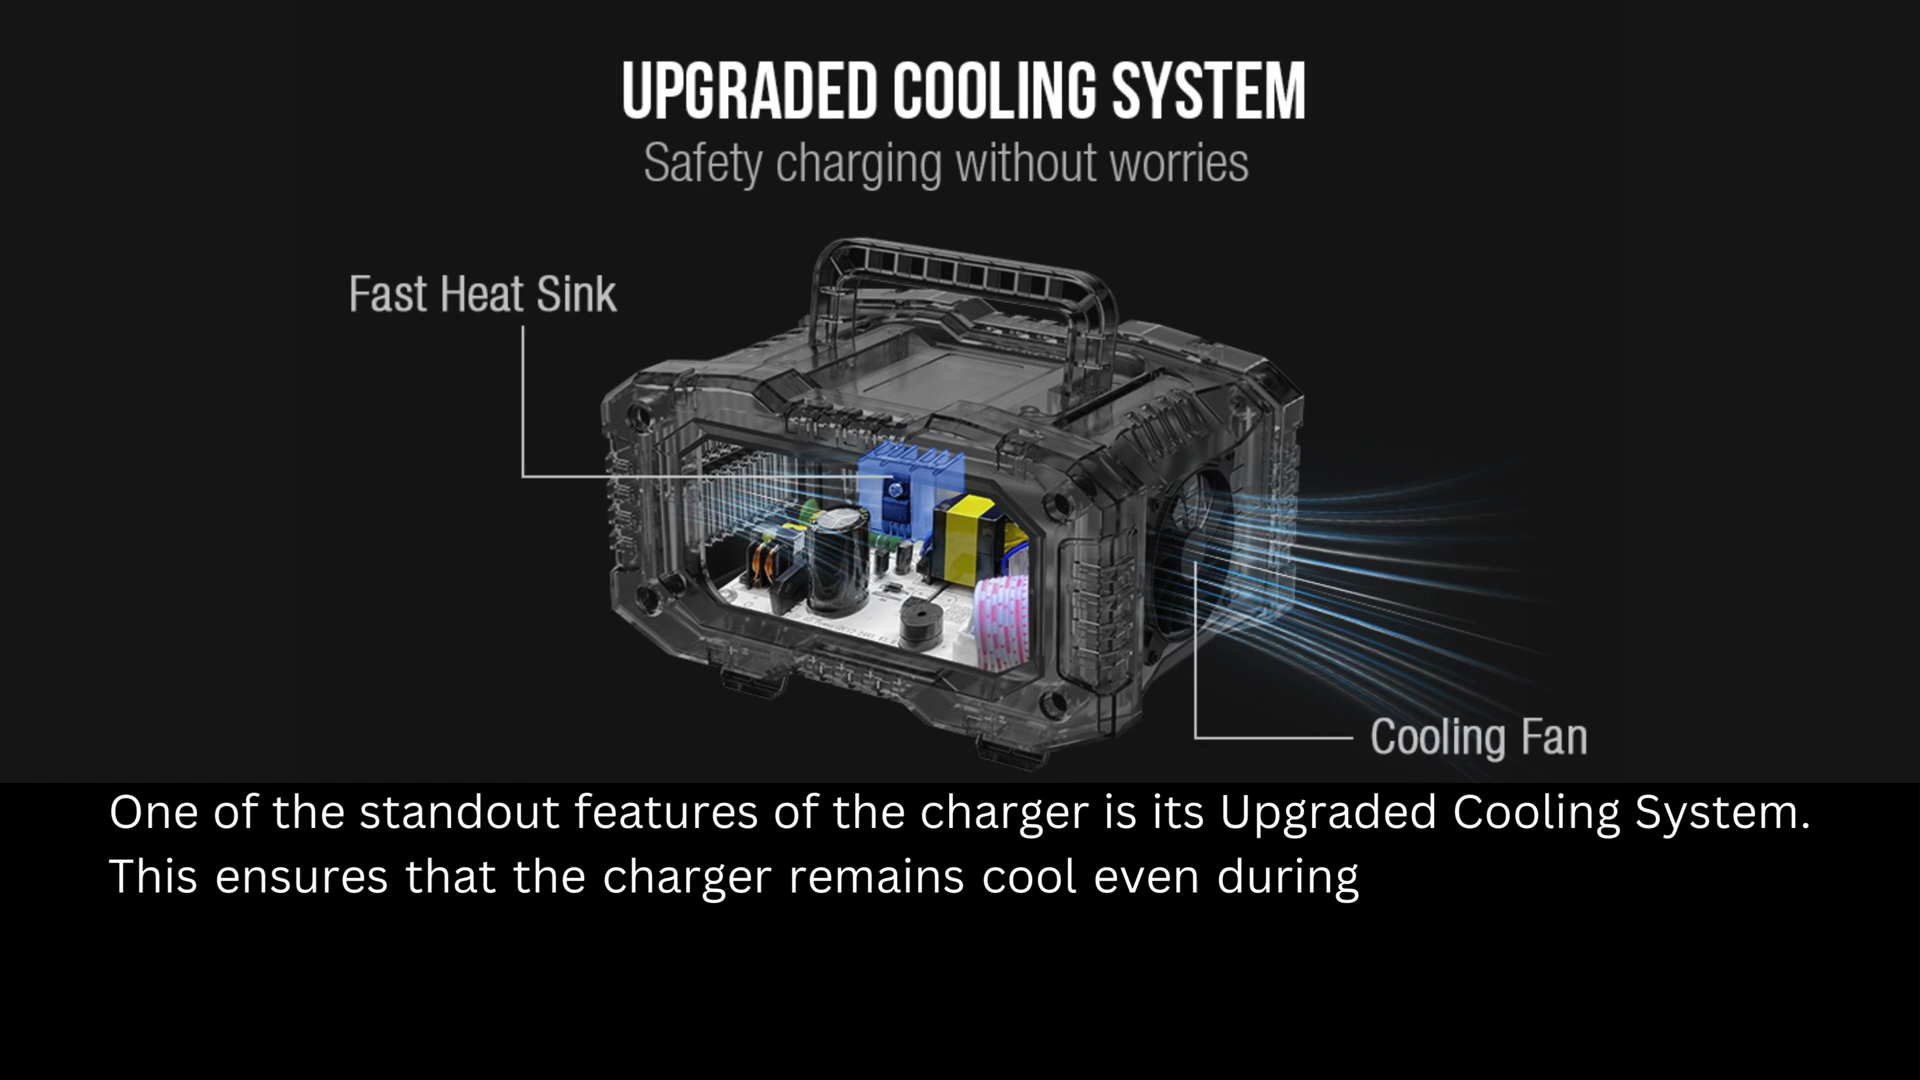 UPGRADED COOLING SYSTEM
Safety charging without worries
Fast Heat Sink
Cooling Fan
One of the standout features of the charger is its Upgraded Cooling System.
This ensures that the charger remains cool even during